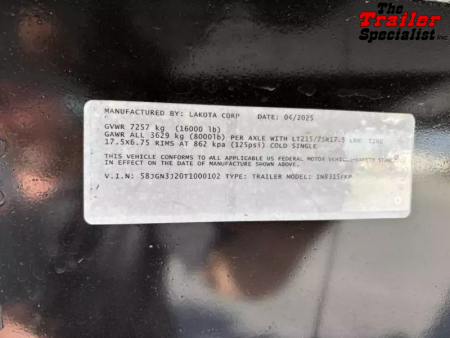 The
Trailer
Specialist Inc
MANUFACTURED BY: LAKOTA CORP DATE: 04/2025
GVWR 7257 kg (16000 lb)
GAWR ALL 3629 kg (8000lb) PER AXLE WITH LT215/75R17.5 TIRE
17.5X6.75 RIMS AT 862 kpa (125psi) COLD SINGLE
THIS VEHICLE CONFORMS TO ALL APPLICABLE US FEDERAL MOTOR VEHICLE SAFETY
IN EFFECT ON THE DATE OF MANUFACTURE SHOWN ABOVE
V.I.N: TYPE: TRAILER MODEL: